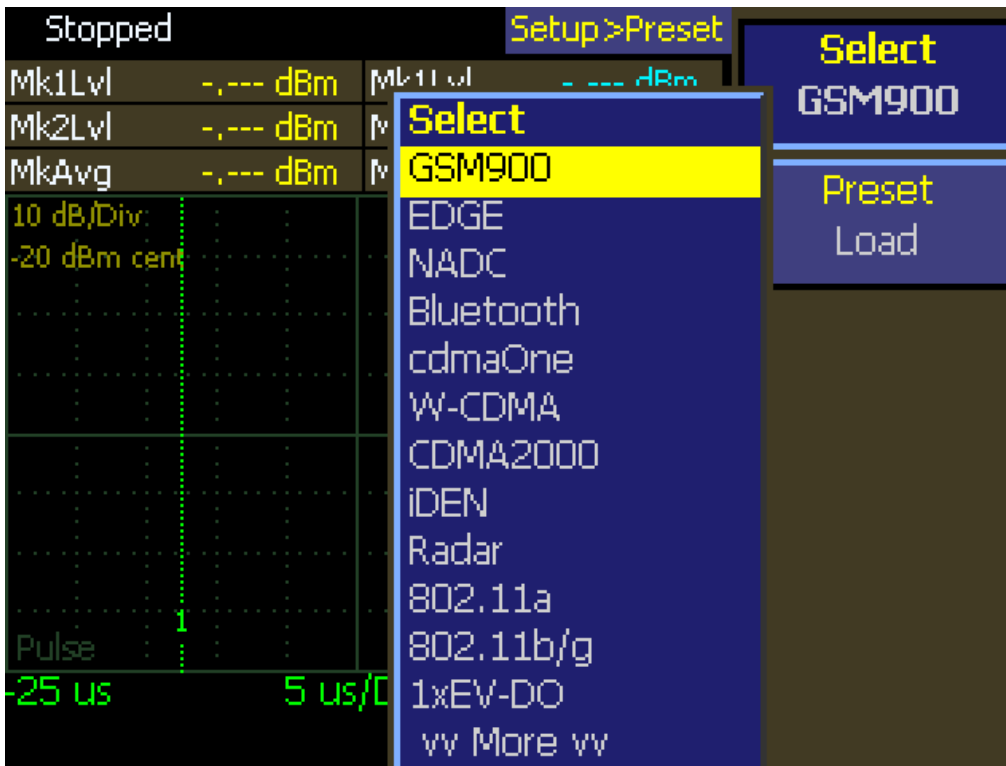 Stopped
Setup>Preset
Select
GSM900
Preset
Load
Mk1Lvl -.--- dBm
Mk1Lvl -.--- dBm
Mk2Lvl -.--- dBm
MkAvg -.--- dBm
10 dB/Div
-20 dBm cent
1
Pulse
-25 us
5 us/D
Select
GSM900
EDGE
NADC
Bluetooth
cdmaOne
W-CDMA
CDMA2000
iDEN
Radar
802.11a
802.11b/g
1xEV-DO
vv More vv